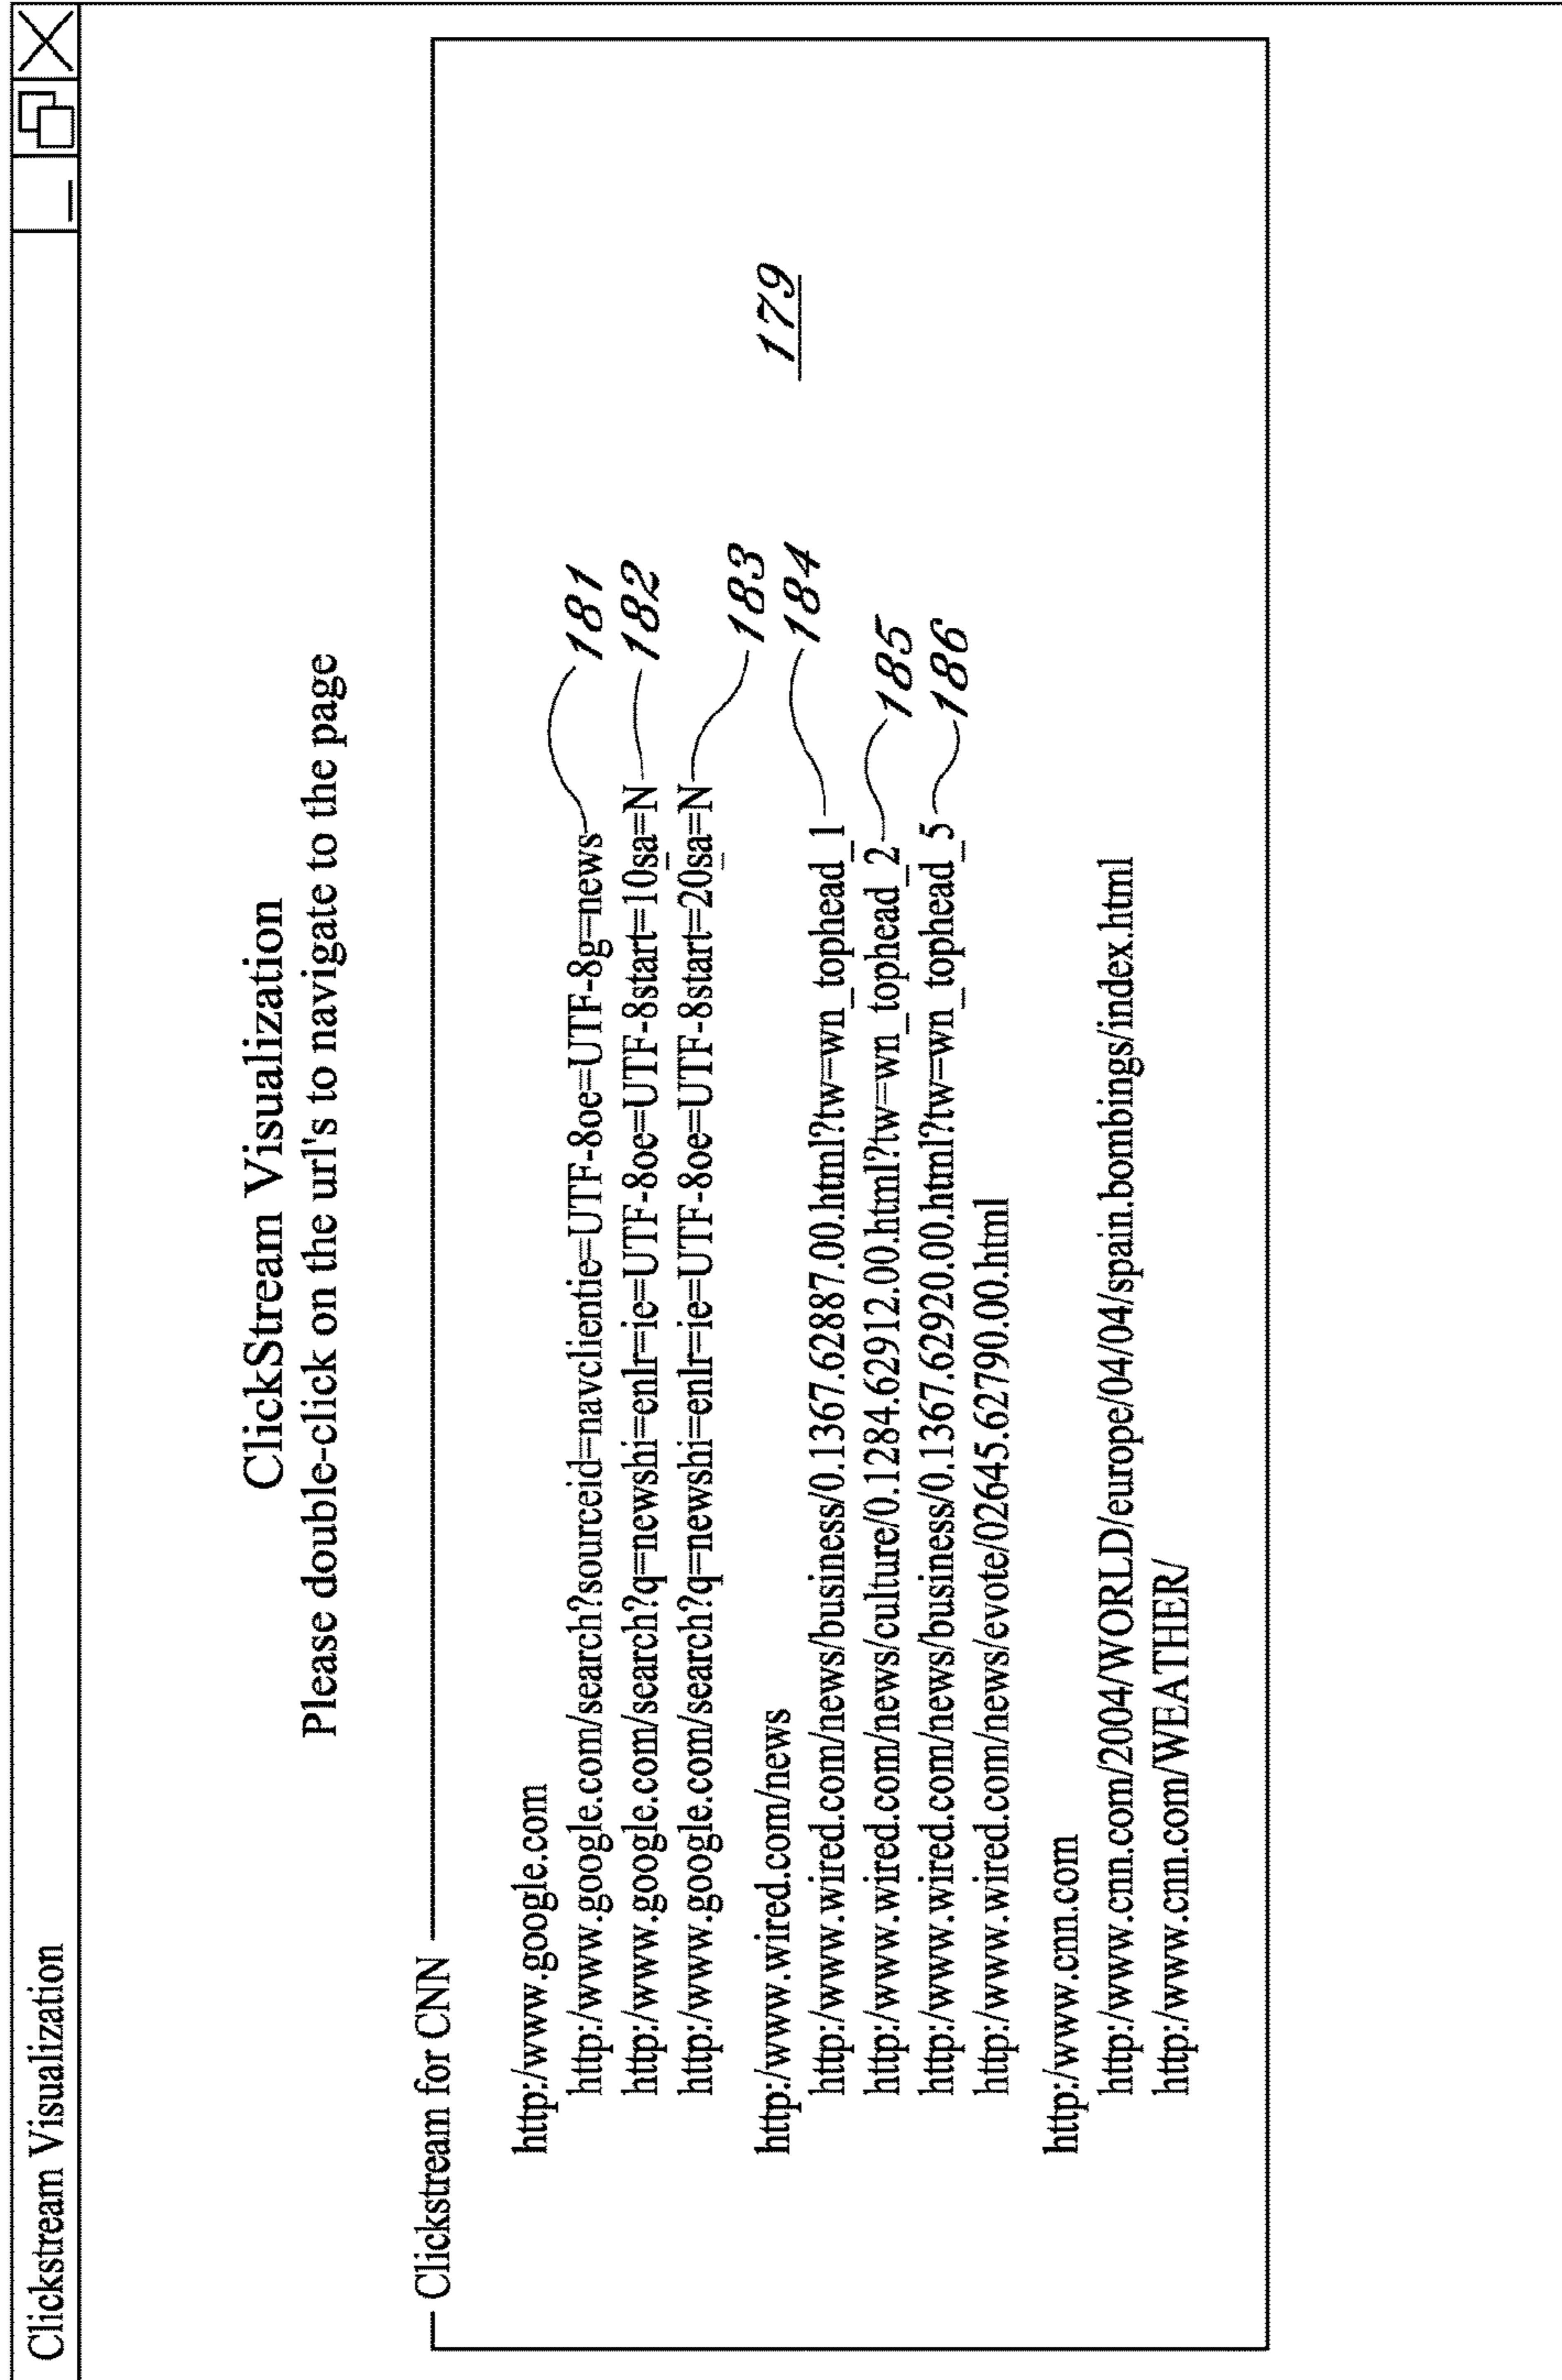 Clickstream Visualization
ClickStream Visualization
Please double-click on the url's to navigate to the page
Clickstream for CNN
http:/www.google.com
http:/www.google.com/search?sourceid=navclientie=UTF-8oe=UTF-8g=news 181
http:/www.google.com/search?q=newshi=enlr=ie=UTF-8oe=UTF-8start=10sa=N 182
http:/www.google.com/search?q=newshi=enlr=ie=UTF-8oe=UTF-8start=20sa=N 183
179
http:/www.wired.com/news
http:/www.wired.com/news/business/0.1367.62887.00.html?tw=wn_tophead_1 184
http:/www.wired.com/news/culture/0.1284.62912.00.html?tw=wn_tophead_2 185
http:/www.wired.com/news/business/0.1367.62920.00.html?tw=wn_tophead_5 186
http:/www.wired.com/news/evote/02645.62790.00.html
http:/www.cnn.com
http:/www.cnn.com/2004/WORLD/europe/04/04/spain.bombings/index.html
http:/www.cnn.com/WEATHER/